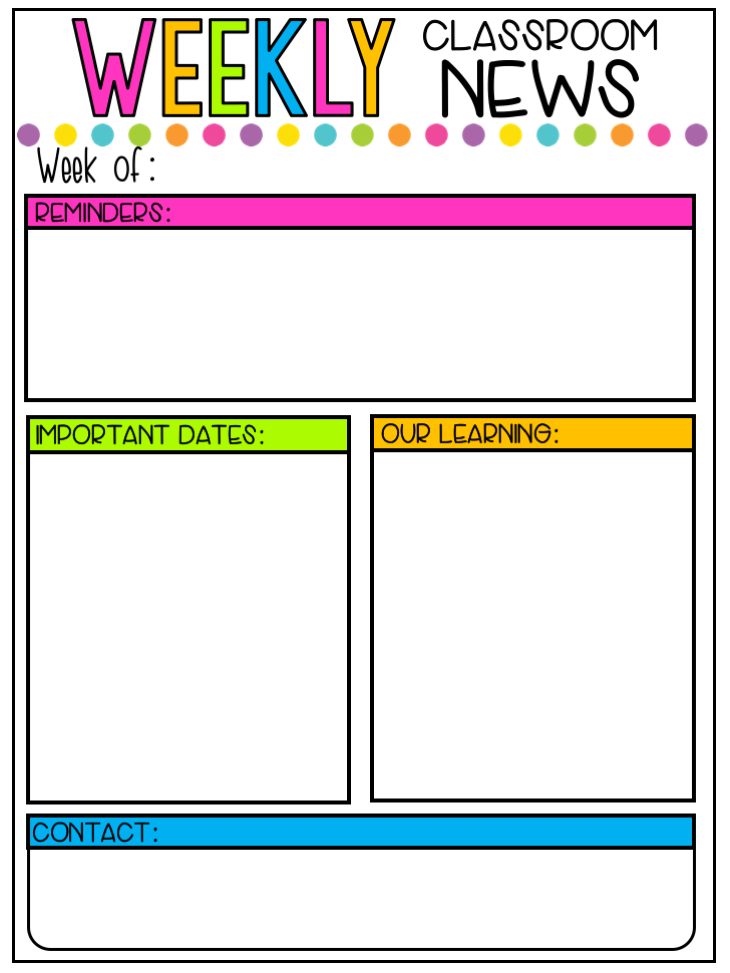 WEEKLY CLASSROOM
NEWS
Week of:
REMINDERS:
IMPORTANT DATES:
OUR LEARNING:
CONTACT: